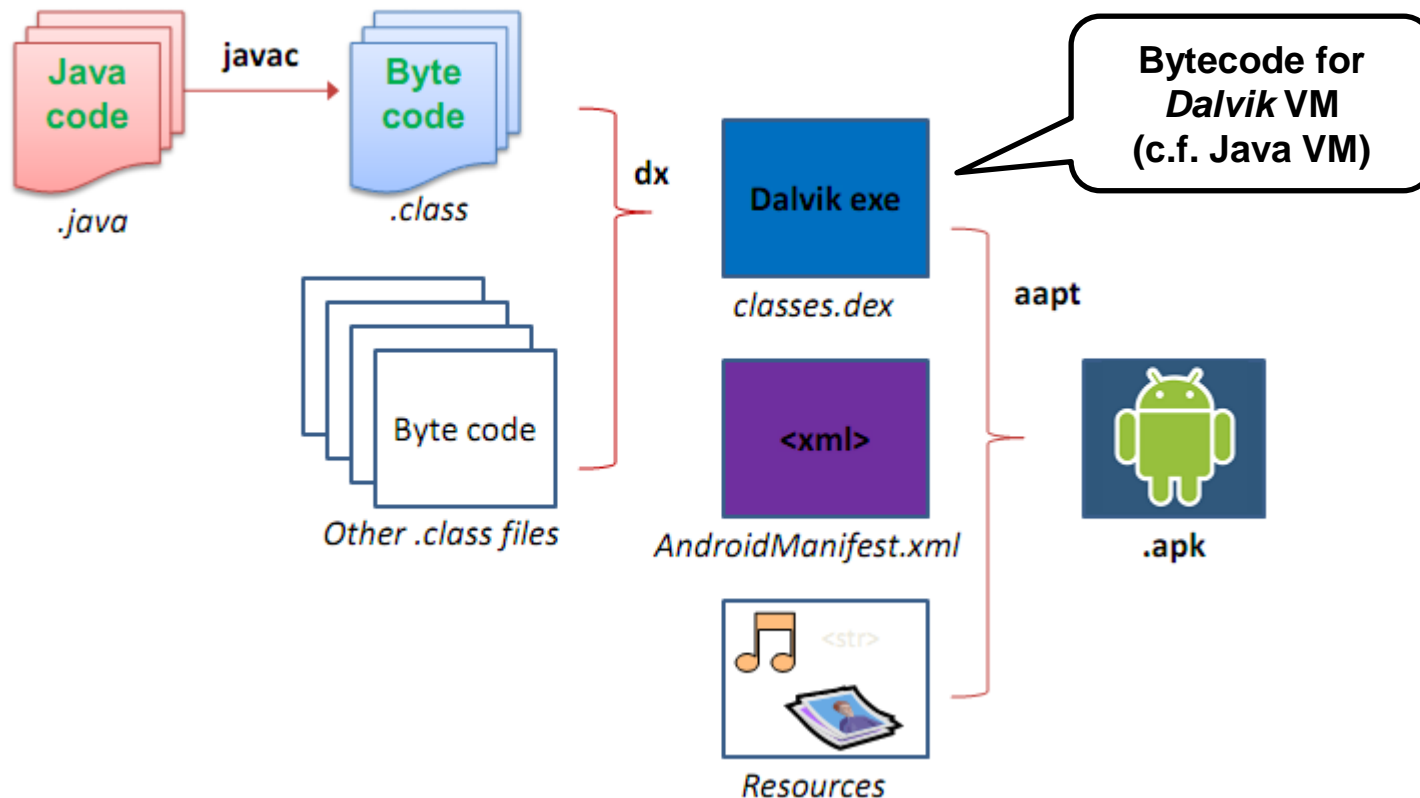 Java
code
.java
javac
Byte
code
.class
Byte code
Other .class files
dx
Bytecode for
Dalvik VM
(c.f. Java VM)
Dalvik exe
classes.dex
<xml>
AndroidManifest.xml
<str>
Resources
aapt
.apk